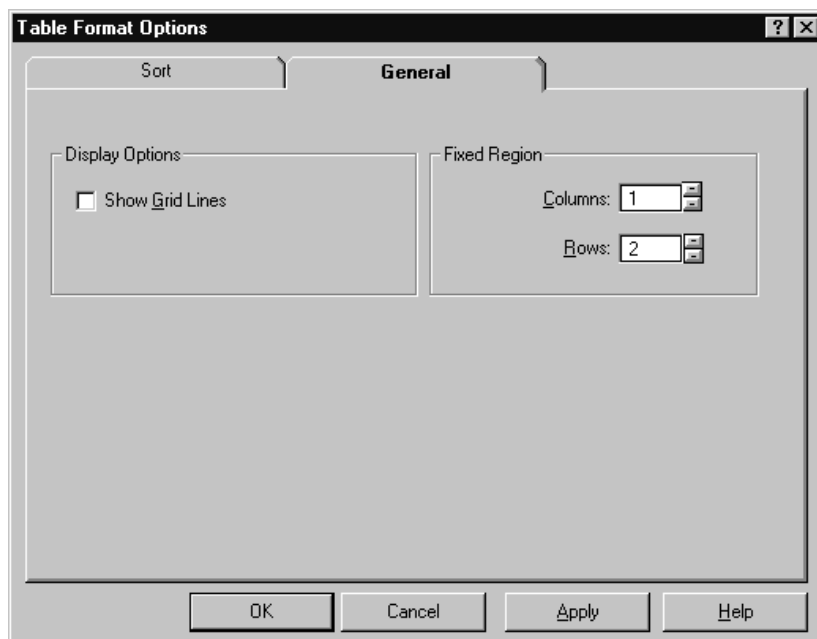 Table Format Options
Sort
General
Display Options
Show Grid Lines
Fixed Region
Columns: 1
Rows: 2
OK
Cancel
Apply
Help